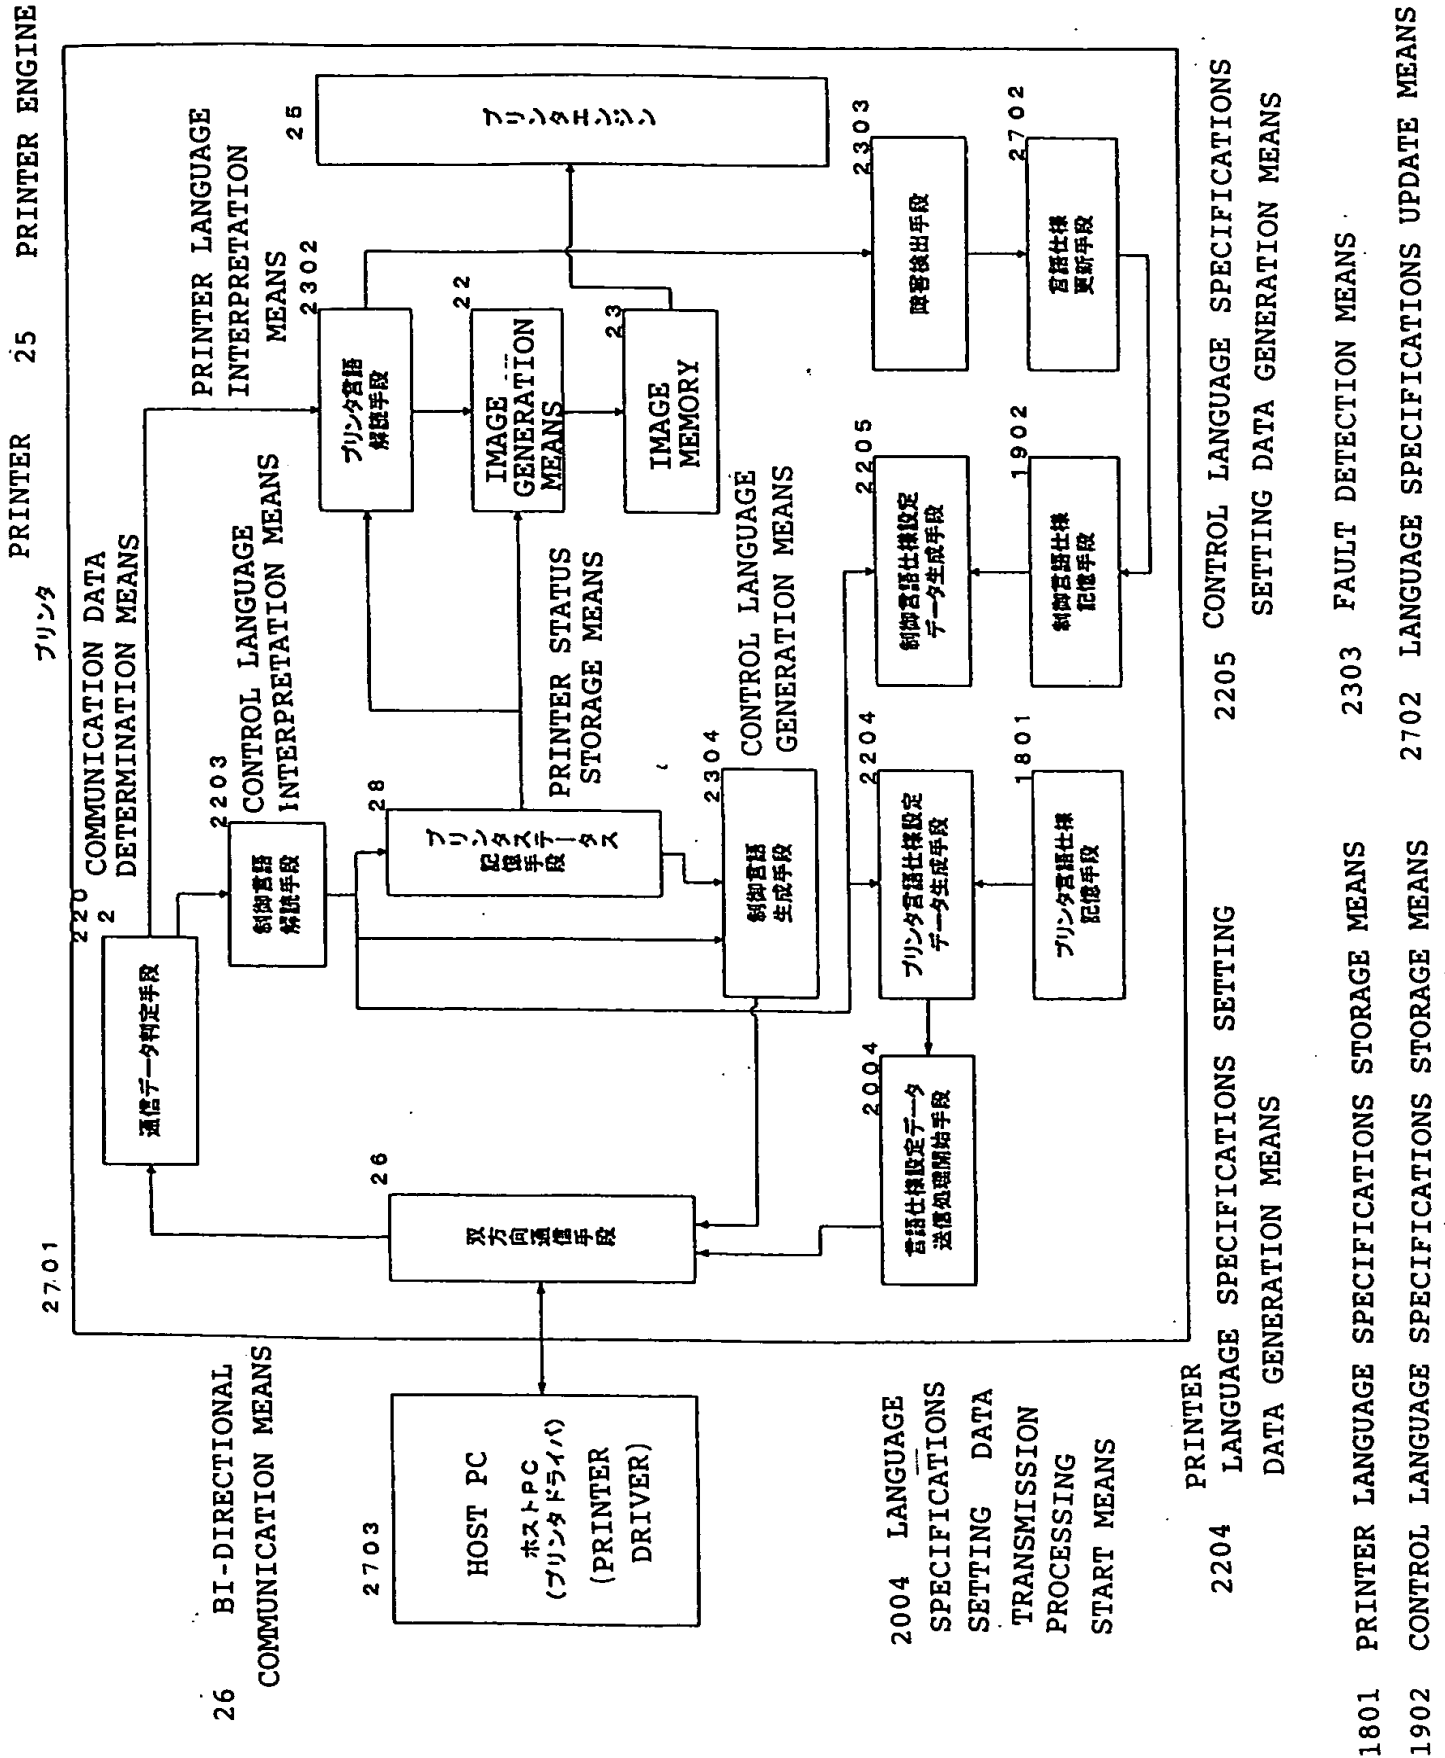 PRINTER 25 PRINTER ENGINE
プリンタ
2701
220
2
COMMUNICATION DATA
DETERMINATION MEANS
通信データ判定手段
PRINTER LANGUAGE
INTERPRETATION
MEANS
25
プリンタエンジン
2203
CONTROL LANGUAGE
INTERPRETATION MEANS
制御言語
解読手段
2302
プリンタ言語
解読手段
26 BI-DIRECTIONAL
COMMUNICATION MEANS
26
双方向通信手段
28
プリンタステータス
記憶手段
22
IMAGE
GENERATION
MEANS
2703
HOST PC
ホストPC
(プリンタドライバ)
(PRINTER
DRIVER)
PRINTER STATUS
STORAGE MEANS
23
IMAGE
MEMORY
2304
CONTROL LANGUAGE
GENERATION MEANS
制御言語
生成手段
2004
言語仕様設定データ
送信処理開始手段
2204
プリンタ言語仕様設定
データ生成手段
2205
制御言語仕様設定
データ生成手段
2303
障害検出手段
1801
プリンタ言語仕様
記憶手段
1902
制御言語仕様
記憶手段
2702
言語仕様
更新手段
2004 LANGUAGE
SPECIFICATIONS
SETTING DATA
TRANSMISSION
PROCESSING
START MEANS
PRINTER
2204 LANGUAGE SPECIFICATIONS SETTING
DATA GENERATION MEANS
2205 CONTROL LANGUAGE SPECIFICATIONS
SETTING DATA GENERATION MEANS
2303 FAULT DETECTION MEANS
1801 PRINTER LANGUAGE SPECIFICATIONS STORAGE MEANS
2702 LANGUAGE SPECIFICATIONS UPDATE MEANS
1902 CONTROL LANGUAGE SPECIFICATIONS STORAGE MEANS